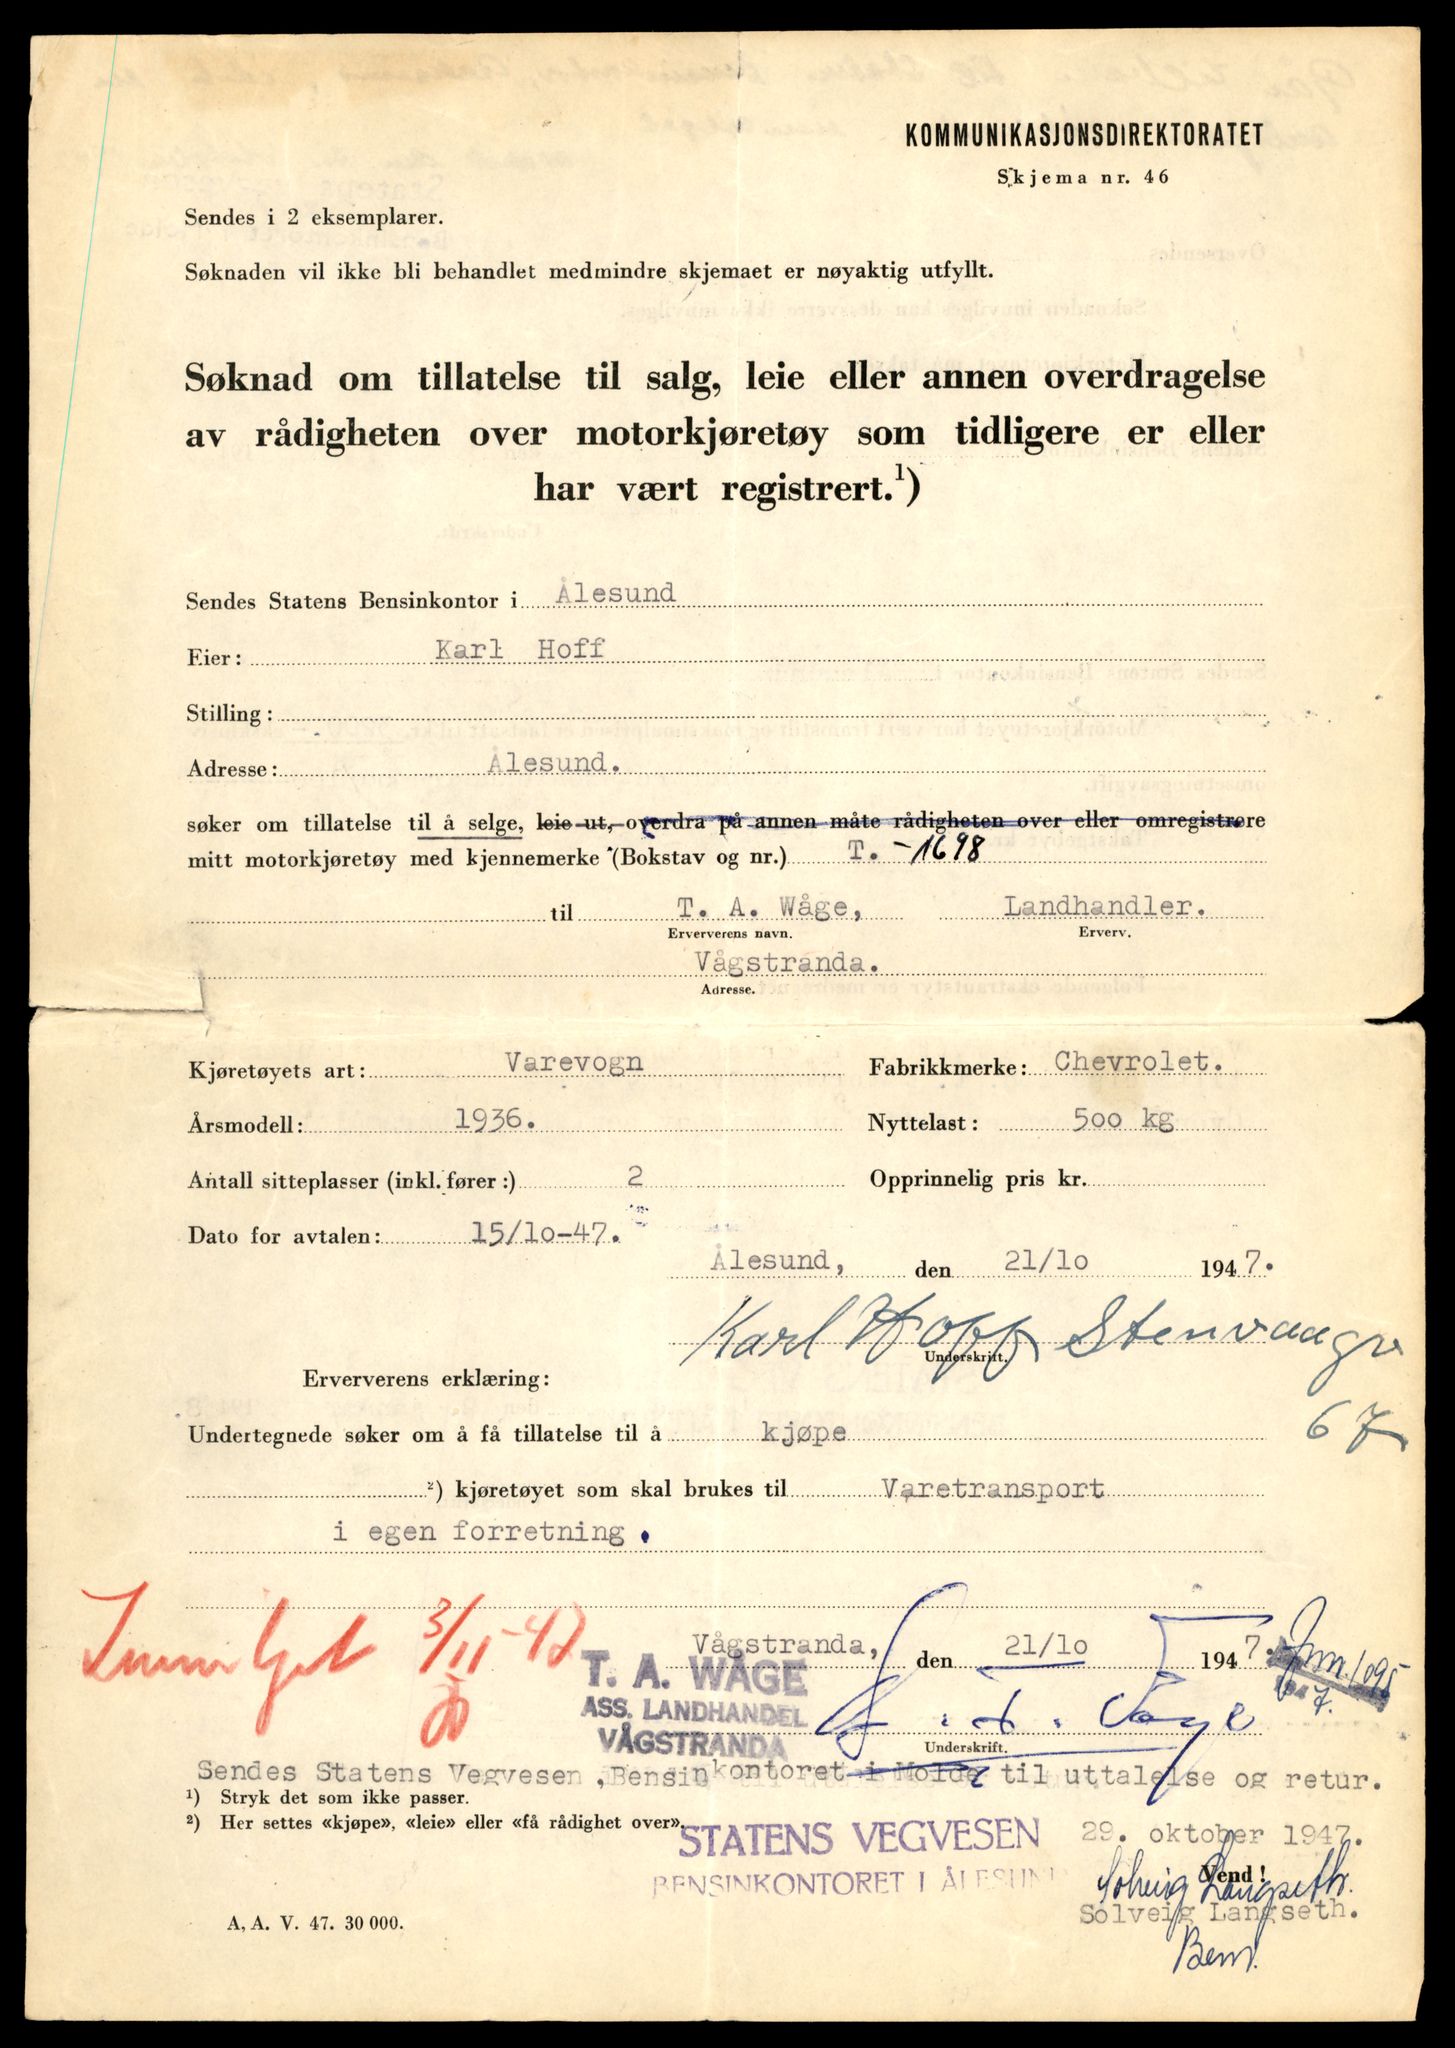 KOMMUNIKASJONSDIREKTORATET
Skjema nr. 46
Sendes i 2 eksemplarer.
Søknaden vil ikke bli behandlet medmindre skjemaet er nøyaktig utfyllt.
Søknad om tillatelse til salg, leie eller annen overdragelse
av rådigheten over motorkjøretøy som tidligere er eller
har vært registrert.¹)
Sendes Statens Bensinkontor i Ålesund
Eier: Karl Hoff
Stilling:
Adresse: Ålesund.
søker om tillatelse til å selge, leie ut, overdra på annen måte rådigheten over eller omregistrere
mitt motorkjøretøy med kjennemerke (Bokstav og nr.) T. -1698
til T. A. Wåge, Landhandler.
Erververens navn. Erverv.
Vågstranda.
Adresse.
Kjøretøyets art: Varevogn Fabrikkmerke: Chevrolet.
Årsmodell: 1936. Nyttelast: 500 kg
Antall sitteplasser (inkl. fører:) 2 Opprinnelig pris kr.
Dato for avtalen: 15/10-47.
Ålesund, den 21/10 1947.
Karl Hoff Stenvaagv
Underskrift.
67
Erververens erklæring:
Undertegnede søker om å få tillatelse til å kjøpe
²) kjøretøyet som skal brukes til Varetransport
i egen forretning.
3/11-47
Vågstranda, den 21/10 1947.
Jnn. 1095
T. A. WÅGE
ASS. LANDHANDEL
VÅGSTRANDA
Underskrift.
Sendes Statens Vegvesen, Bensinkontoret i Molde til uttalelse og retur.
¹) Stryk det som ikke passer.
²) Her settes «kjøpe», «leie» eller «få rådighet over».
STATENS VEGVESEN
BENSINKONTORET I ÅLESUND
29. oktober 1947.
Solveig Langseth.
Vend!
Solveig Langseth.
A, A. V. 47. 30 000.